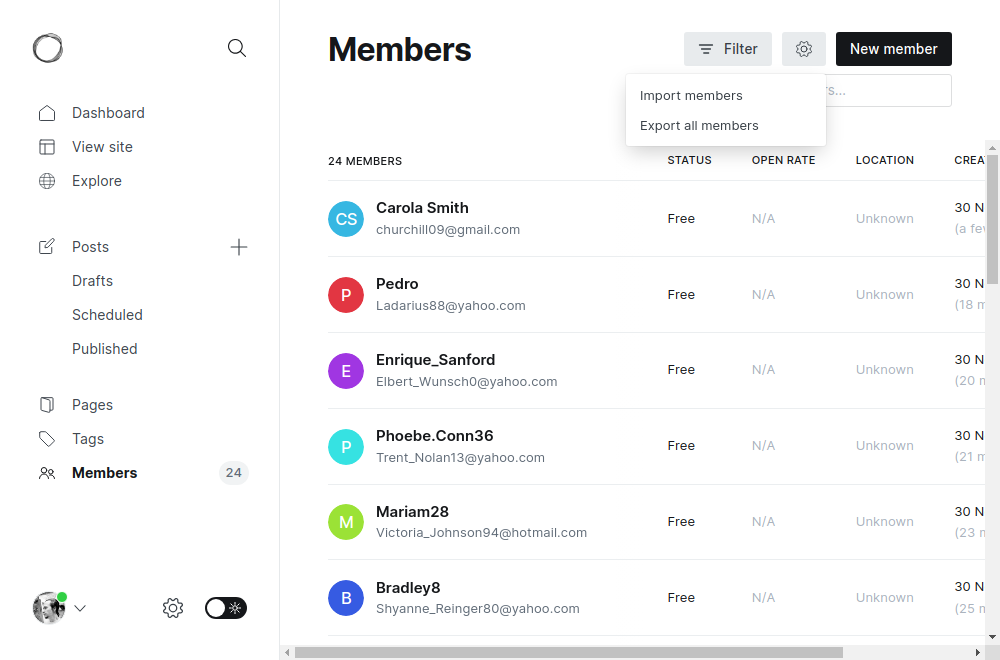 Members
Filter
New member
rs...
Import members
Export all members
Dashboard
View site
Explore
Posts
Drafts
Scheduled
Published
Pages
Tags
Members
24
24 MEMBERS
STATUS
OPEN RATE
LOCATION
CREA
CS
Carola Smith
churchill09@gmail.com
Free
N/A
Unknown
30 N
(a fev
P
Pedro
Ladarius88@yahoo.com
Free
N/A
Unknown
30 N
(18 m
E
Enrique_Sanford
Elbert_Wunsch0@yahoo.com
Free
N/A
Unknown
30 N
(20 m
P
Phoebe.Conn36
Trent_Nolan13@yahoo.com
Free
N/A
Unknown
30 N
(21 m
M
Mariam28
Victoria_Johnson94@hotmail.com
Free
N/A
Unknown
30 N
(23 m
B
Bradley8
Shyanne_Reinger80@yahoo.com
Free
N/A
Unknown
30 N
(25 m